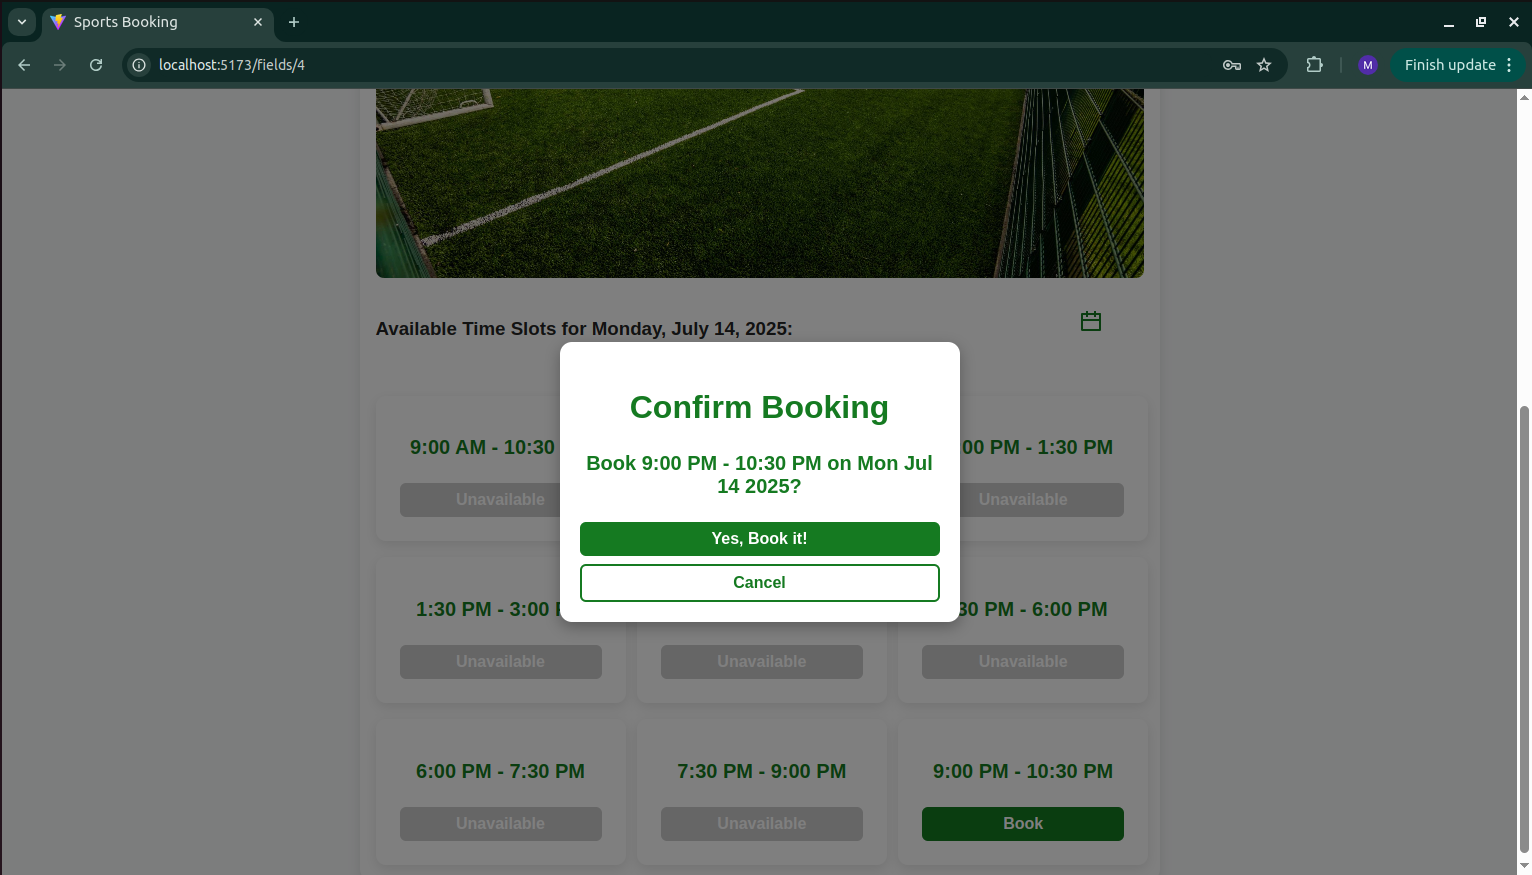 Sports Booking
localhost:5173/fields/4
M
Finish update
Available Time Slots for Monday, July 14, 2025:
Confirm Booking
Book 9:00 PM - 10:30 PM on Mon Jul
14 2025?
Yes, Book it!
Cancel
9:00 AM - 10:30
00 PM - 1:30 PM
Unavailable
Unavailable
1:30 PM - 3:00
30 PM - 6:00 PM
Unavailable
Unavailable
Unavailable
6:00 PM - 7:30 PM
7:30 PM - 9:00 PM
9:00 PM - 10:30 PM
Unavailable
Unavailable
Book